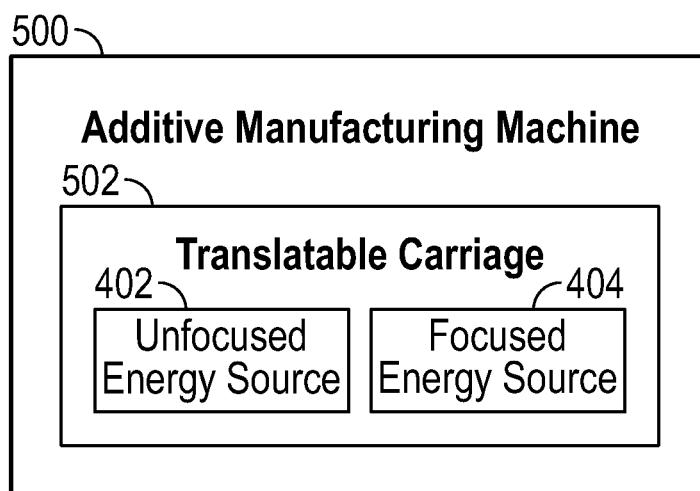 500
Additive Manufacturing Machine
502
Translatable Carriage
402
404
Unfocused
Energy Source
Focused
Energy Source